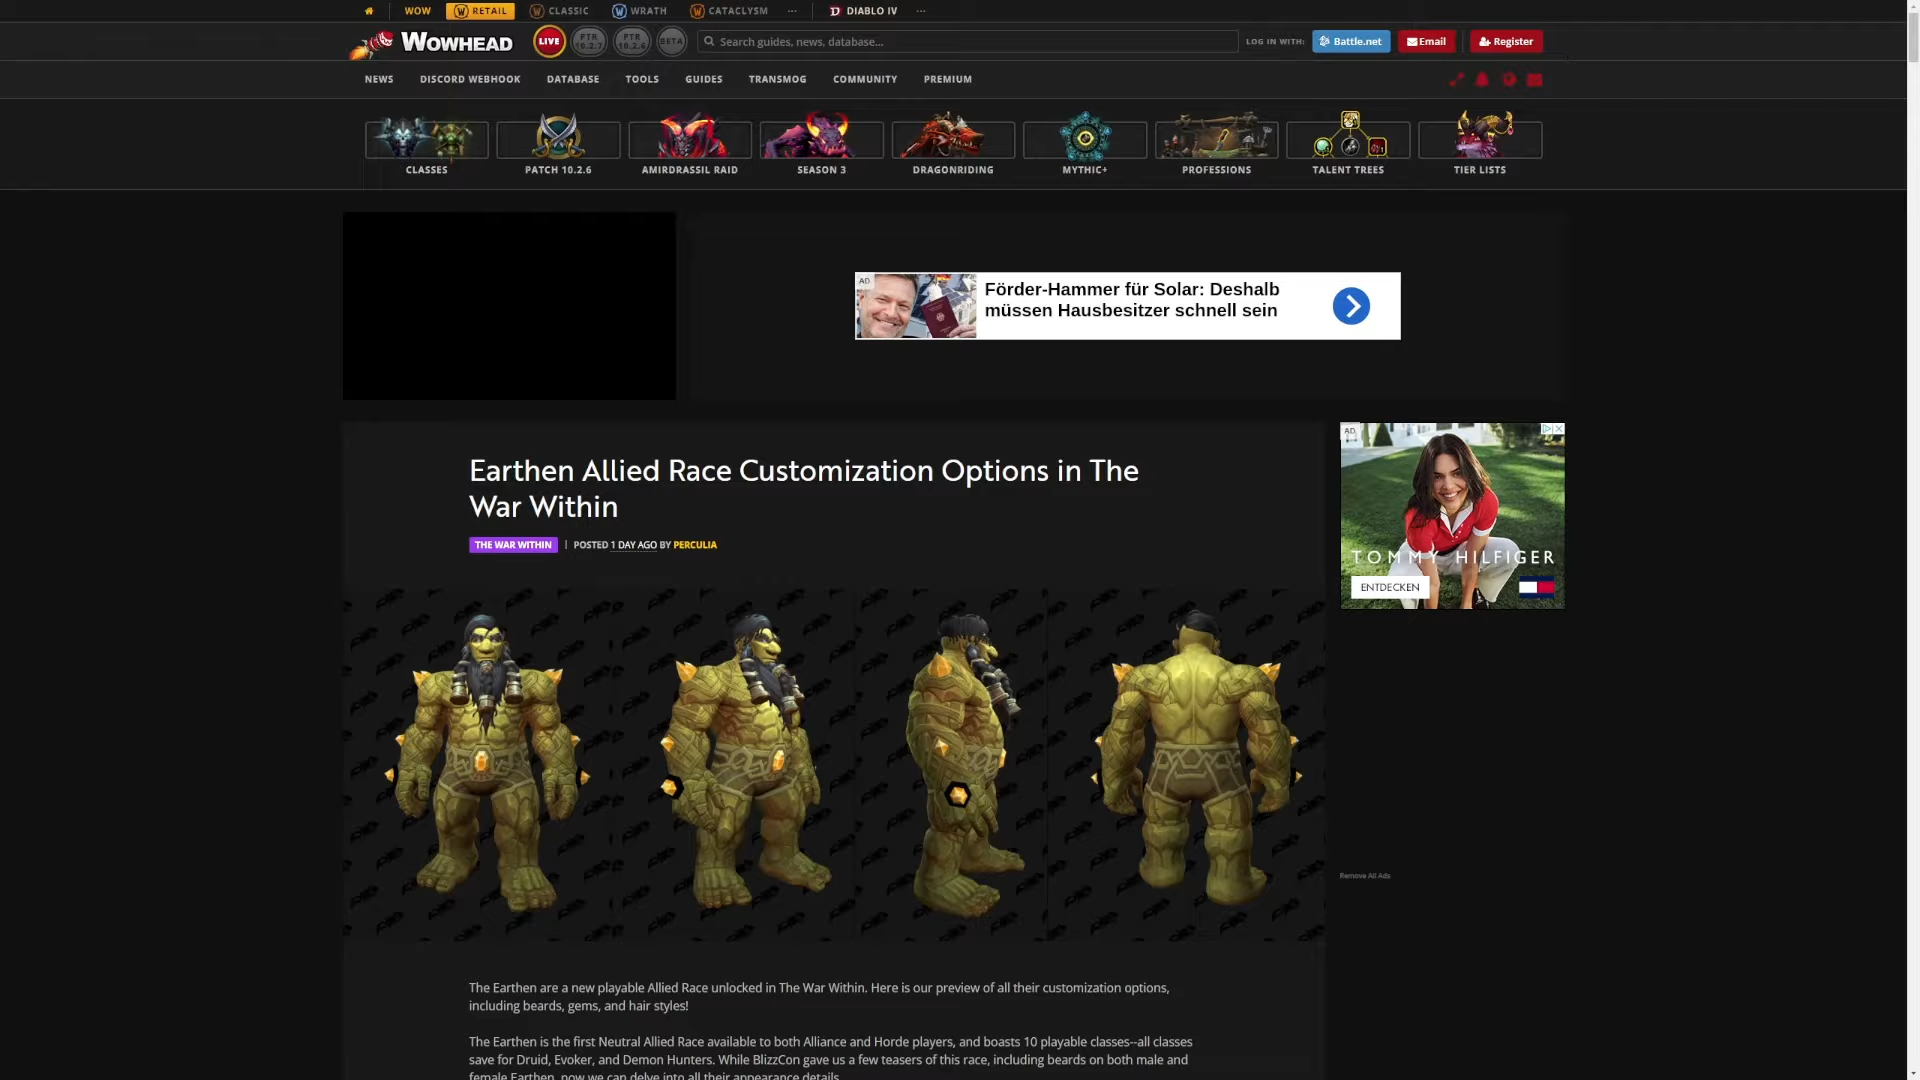 WOW
RETAIL
CLASSIC
WRATH
CATACLYSM
...
DIABLO IV
...
WOWHEAD
LIVE
PTR
10.2.7
PTR
10.2.6
BETA
Search guides, news, database...
LOG IN WITH:
Battle.net
Email
Register
NEWS
DISCORD WEBHOOK
DATABASE
TOOLS
GUIDES
TRANSMOG
COMMUNITY
PREMIUM
CLASSES
PATCH 10.2.6
AMIRDRASSIL RAID
SEASON 3
DRAGONRIDING
MYTHIC+
PROFESSIONS
TALENT TREES
TIER LISTS
AD
Förder-Hammer für Solar: Deshalb
müssen Hausbesitzer schnell sein
Earthen Allied Race Customization Options in The
War Within
THE WAR WITHIN | POSTED 1 DAY AGO BY PERCULIA
AD
TOMMY HILFIGER
ENTDECKEN
Remove All Ads
The Earthen are a new playable Allied Race unlocked in The War Within. Here is our preview of all their customization options,
including beards, gems, and hair styles!
The Earthen is the first Neutral Allied Race available to both Alliance and Horde players, and boasts 10 playable classes--all classes
save for Druid, Evoker, and Demon Hunters. While BlizzCon gave us a few teasers of this race, including beards on both male and
female Earthen, now we can delve into all their appearance details.